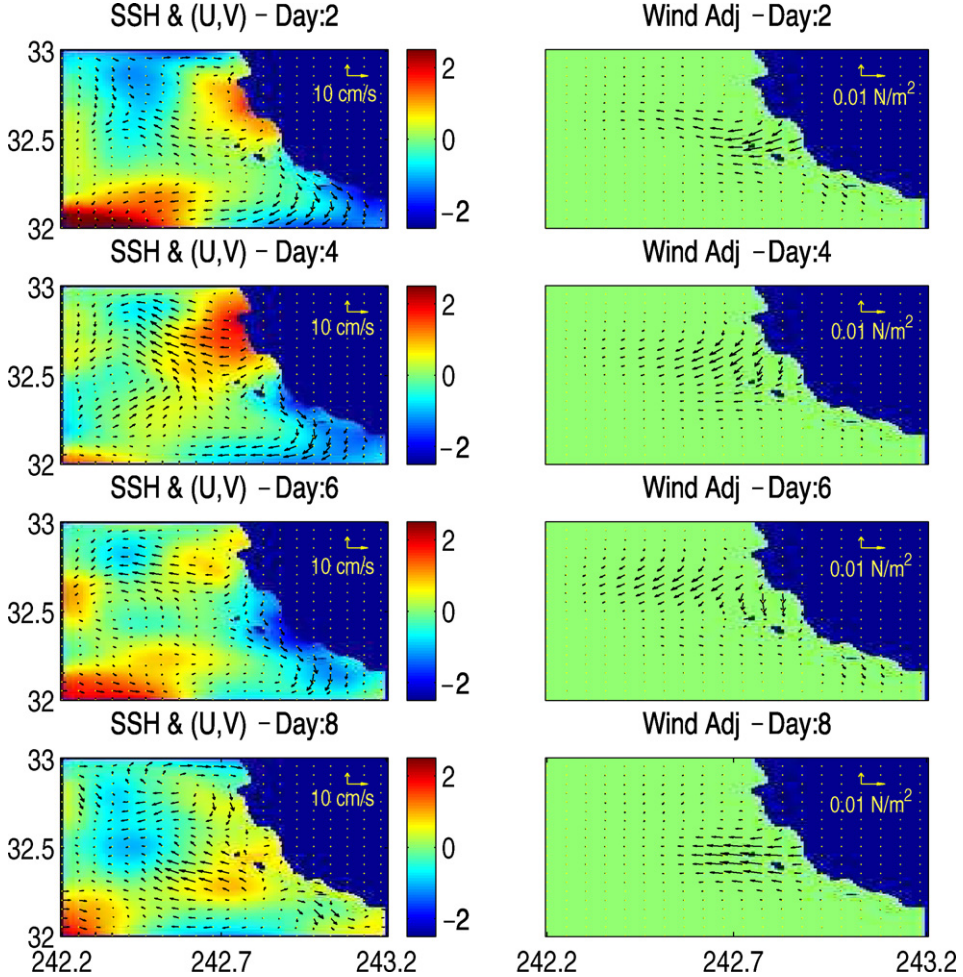 SSH & (U,V) – Day:2
Wind Adj – Day:2
33
10 cm/s
2
0.01 N/m²
32.5
0
32
−2
SSH & (U,V) – Day:4
Wind Adj – Day:4
33
10 cm/s
2
0.01 N/m²
32.5
0
32
−2
SSH & (U,V) – Day:6
Wind Adj – Day:6
33
10 cm/s
2
0.01 N/m²
32.5
0
32
−2
SSH & (U,V) – Day:8
Wind Adj – Day:8
33
10 cm/s
2
0.01 N/m²
32.5
0
32
−2
242.2 242.7 243.2
242.2 242.7 243.2